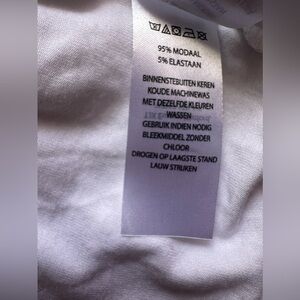 95% MODAAL
5% ELASTAAN
BINNENSTEBUITEN KEREN
KOUDE MACHINEWAS
MET DEZELFDE KLEUREN
WASSEN
GEBRUIK INDIEN NODIG
BLEEKMIDDEL ZONDER
CHLOOR
DROGEN OP LAAGSTE STAND
LAUW STRIJKEN